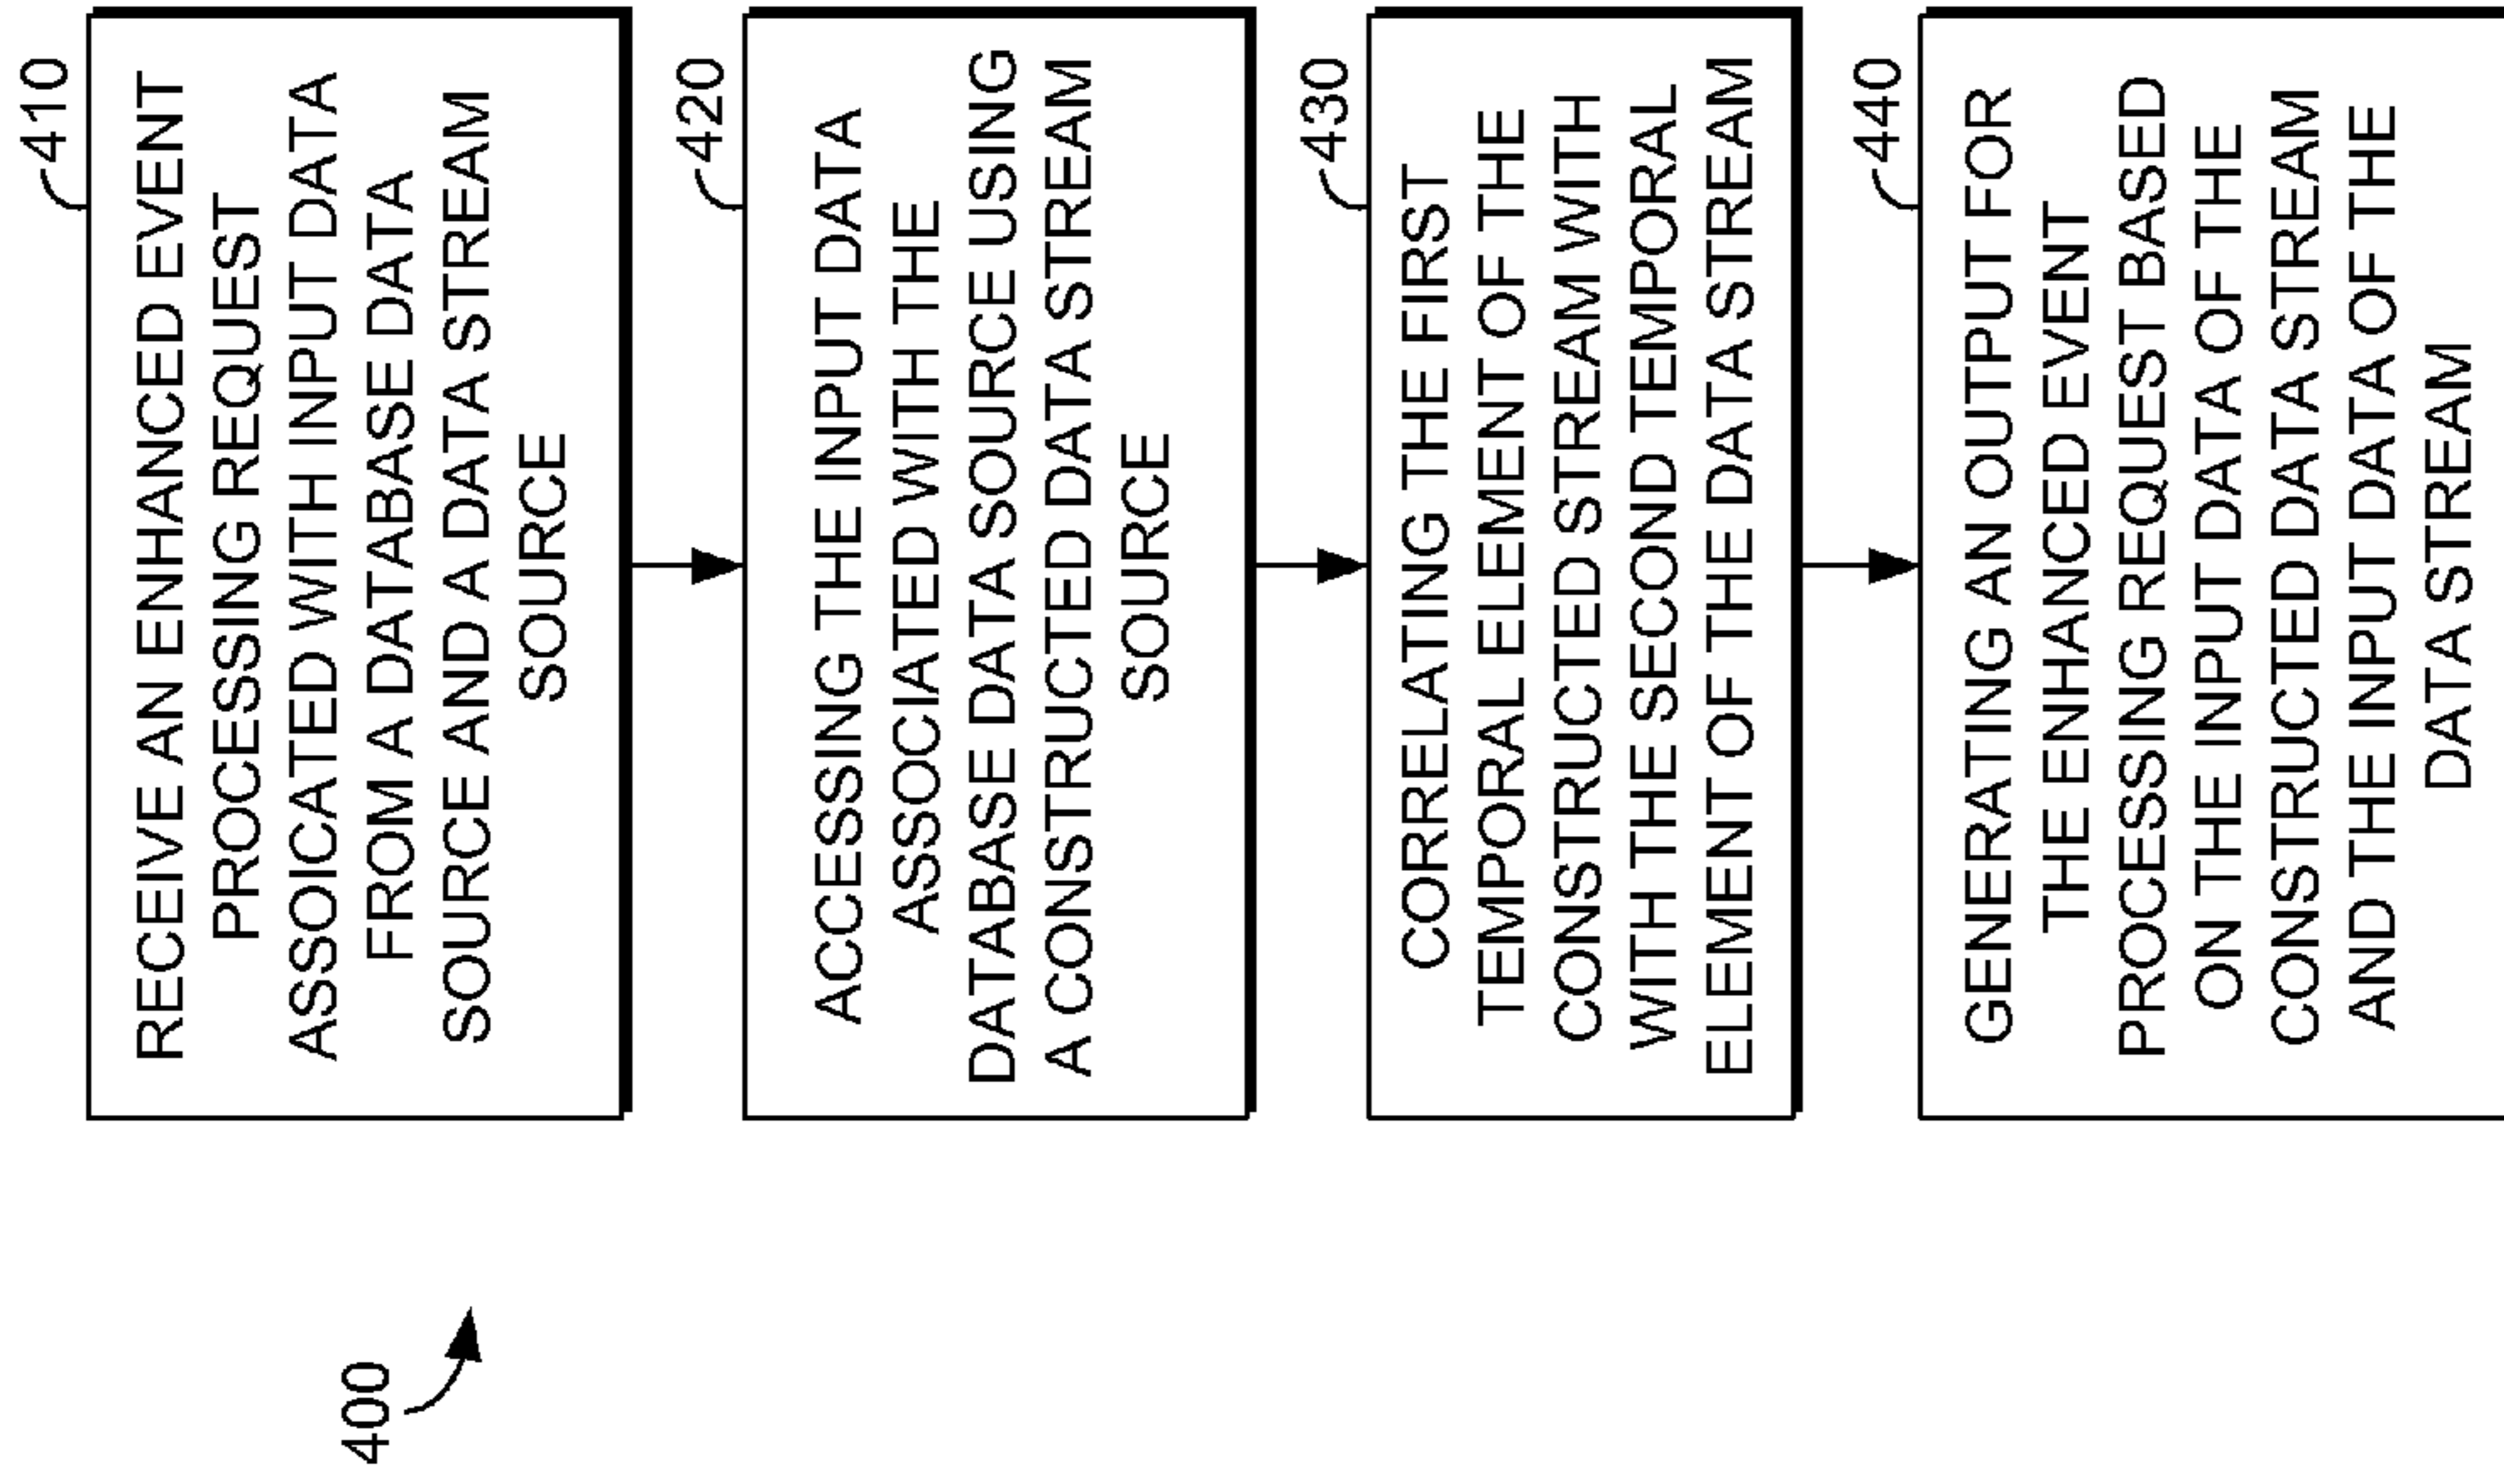 400
410
RECEIVE AN ENHANCED EVENT
PROCESSING REQUEST
ASSOICATED WITH INPUT DATA
FROM A DATABASE DATA
SOURCE AND A DATA STREAM
SOURCE
420
ACCESSING THE INPUT DATA
ASSOCIATED WITH THE
DATABASE DATA SOURCE USING
A CONSTRUCTED DATA STREAM
SOURCE
430
CORRELATING THE FIRST
TEMPORAL ELEMENT OF THE
CONSTRUCTED STREAM WITH
WITH THE SECOND TEMPORAL
ELEMENT OF THE DATA STREAM
440
GENERATING AN OUTPUT FOR
THE ENHANCED EVENT
PROCESSING REQUEST BASED
ON THE INPUT DATA OF THE
CONSTRUCTED DATA STREAM
AND THE INPUT DATA OF THE
DATA STREAM